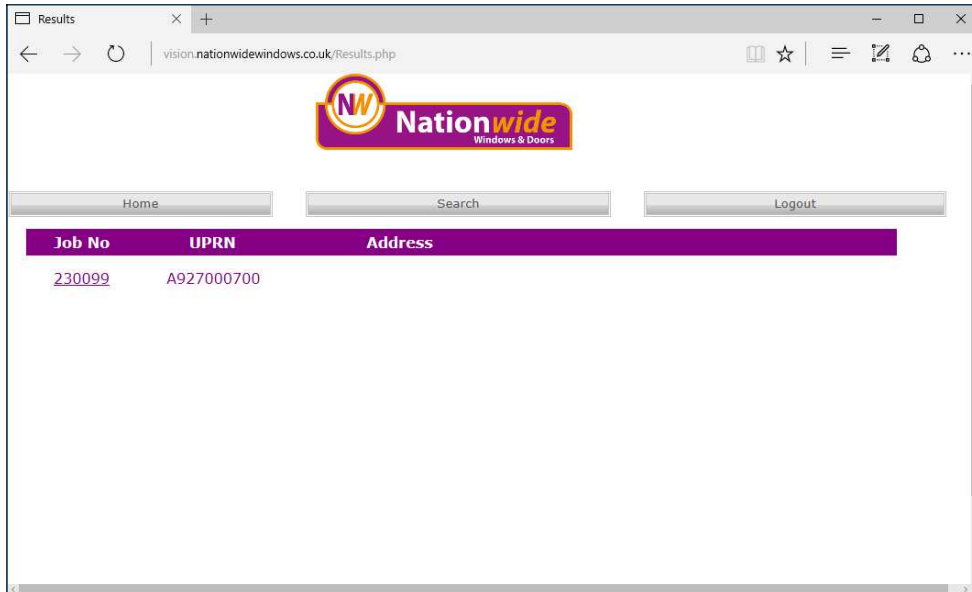 Results
vision.nationwidewindows.co.uk/Results.php
NW
Nationwide
Windows & Doors
Home Search Logout
Job No UPRN Address
230099 A927000700